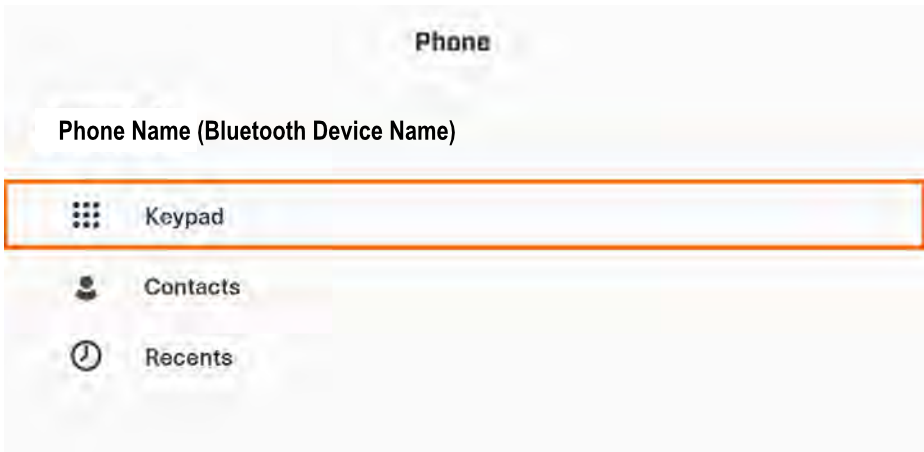 Phone
Phone Name (Bluetooth Device Name)
Keypad
Contacts
Recents